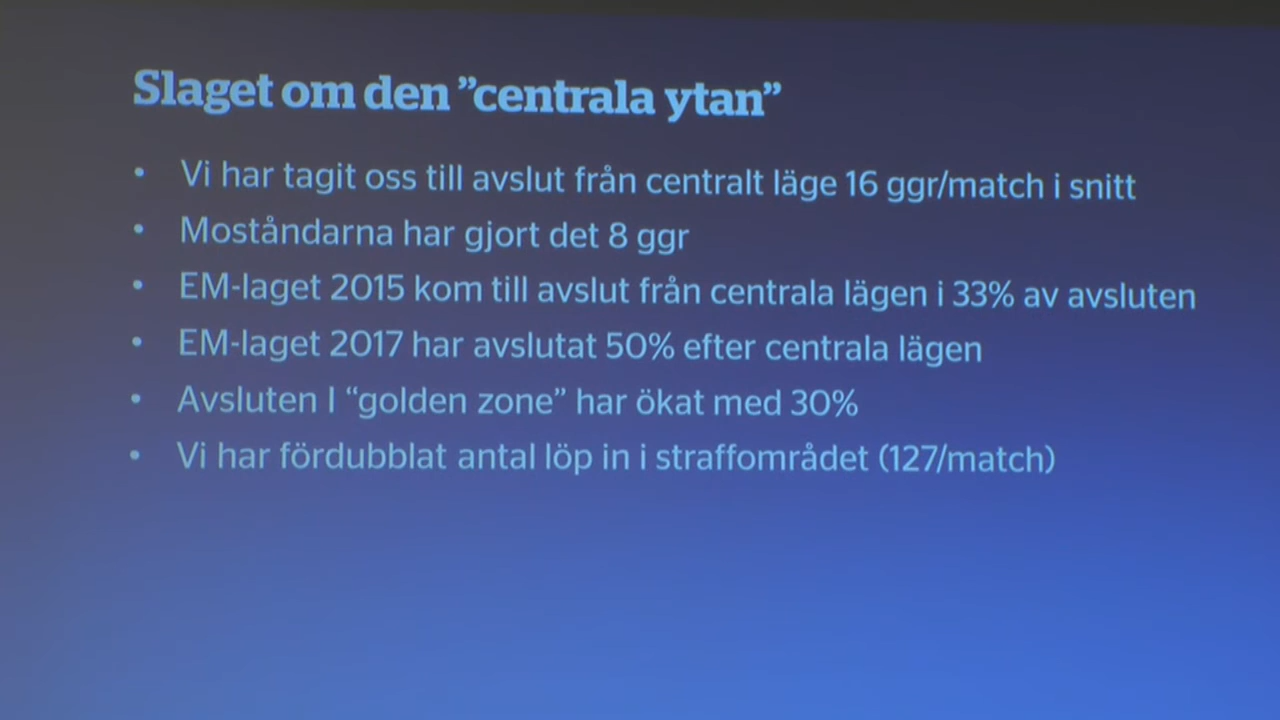 Slaget om den ”centrala ytan”
• Vi har tagit oss till avslut från centralt läge 16 ggr/match i snitt
• Moståndarna har gjort det 8 ggr
• EM-laget 2015 kom till avslut från centrala lägen i 33% av avsluten
• EM-laget 2017 har avslutat 50% efter centrala lägen
• Avsluten I “golden zone” har ökat med 30%
• Vi har fördubblat antal löp in i straffområdet (127/match)